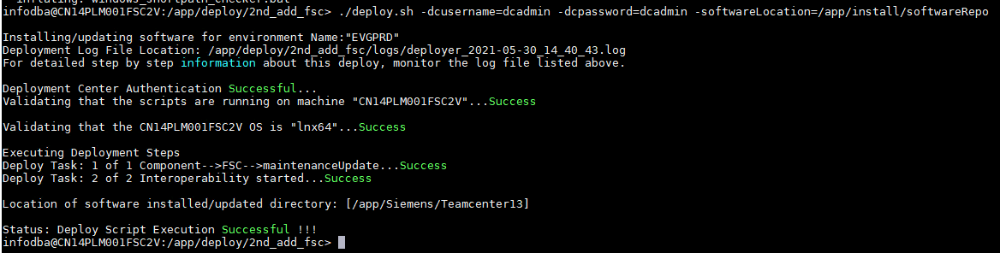 inflating: windows_shortpath_checker.bat
infodba@CN14PLM001FSC2V:/app/deploy/2nd_add_fsc> ./deploy.sh -dcusername=dcadmin -dcpassword=dcadmin -softwareLocation=/app/install/softwareRepo
Installing/updating software for environment Name:"EVGPRD"
Deployment Log File Location: /app/deploy/2nd_add_fsc/logs/deployer_2021-05-30_14_40_43.log
For detailed step by step information about this deploy, monitor the log file listed above.
Deployment Center Authentication Successful...
Validating that the scripts are running on machine "CN14PLM001FSC2V"...Success
Validating that the CN14PLM001FSC2V OS is "lnx64"...Success
Executing Deployment Steps
Deploy Task: 1 of 1 Component-->FSC-->maintenanceUpdate...Success
Deploy Task: 2 of 2 Interoperability started...Success
Location of software installed/updated directory: [/app/Siemens/Teamcenter13]
Status: Deploy Script Execution Successful !!!
infodba@CN14PLM001FSC2V:/app/deploy/2nd_add_fsc>